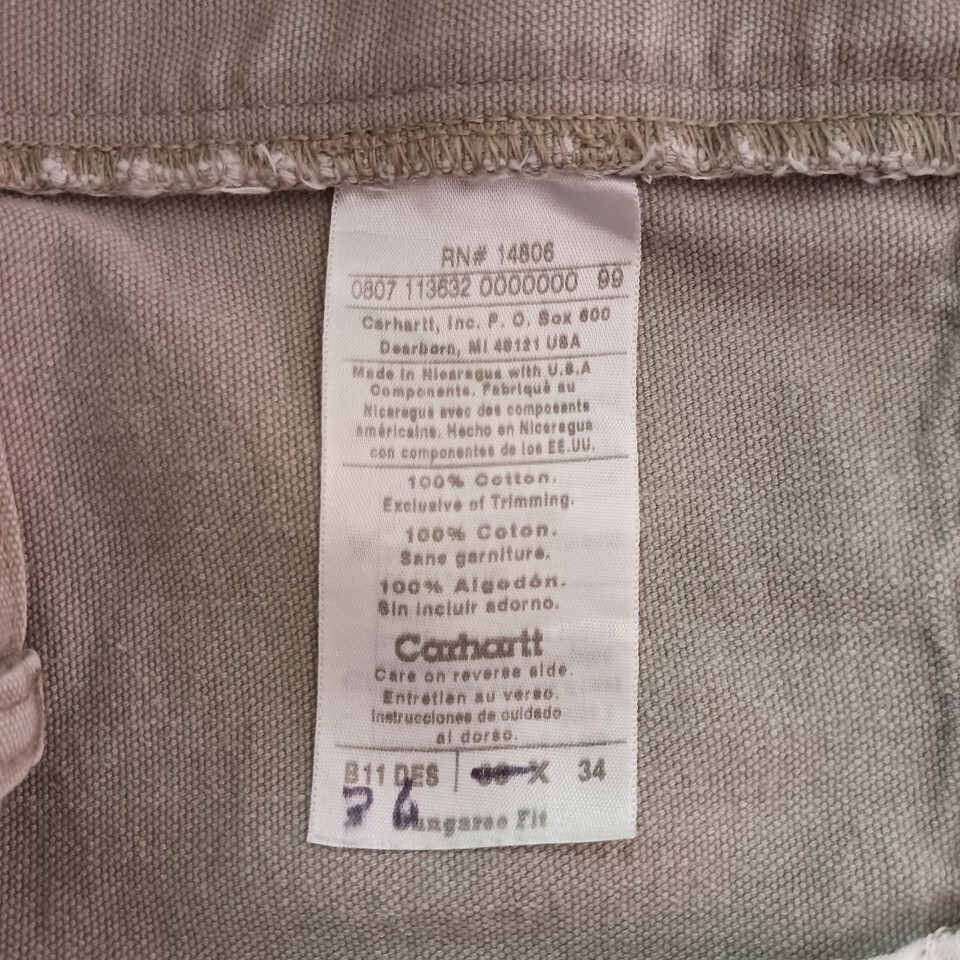 RN# 14806
0807 113632 0000000 99
Carhartt, Inc. P. O. Box 600
Dearborn, MI 48121 USA
Made in Nicaragua with U.S.A
Components. Fabriqué au
Nicaragua avec des composants
américains. Hecho en Nicaragua
con componentes de los EE.UU.
100% Cotton.
Exclusive of Trimming.
100% Coton.
Sans garniture.
100% Algodón.
Sin incluir adorno.
Carhartt
Care on reverse side.
Entretien au verso.
Instrucciones de cuidado
al dorso.
B11 DES X 34
Dungaree Fit